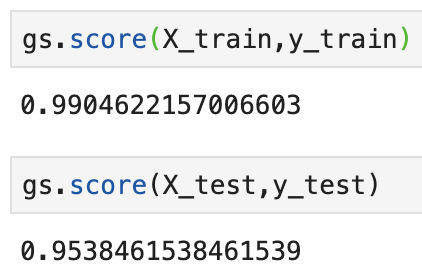 gs.score(X_train,y_train)
0.9904622157006603
gs.score(X_test,y_test)
0.9538461538461539